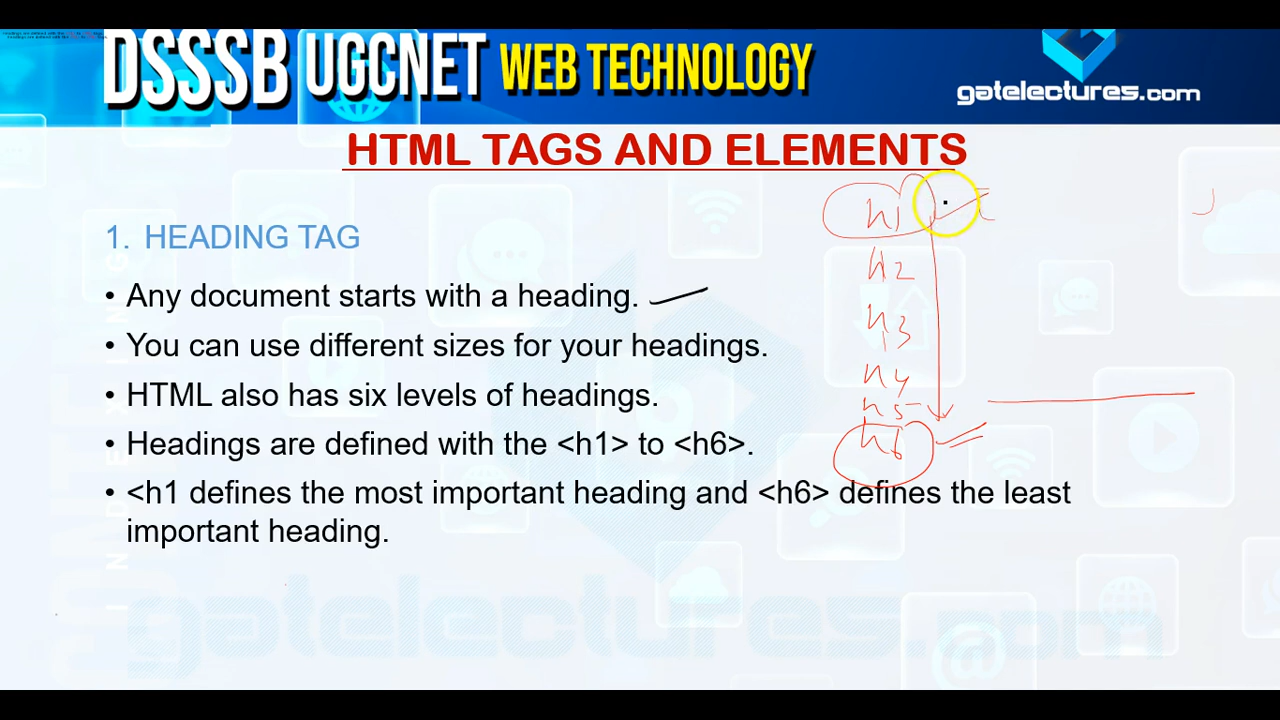 DSSSB UGCNET WEB TECHNOLOGY
gatelectures.com
HTML TAGS AND ELEMENTS
1. HEADING TAG
• Any document starts with a heading.
• You can use different sizes for your headings.
• HTML also has six levels of headings.
• Headings are defined with the <h1> to <h6>.
• <h1 defines the most important heading and <h6> defines the least
important heading.
h1
h2
h3
h4
h5
h6
gatelectures.com